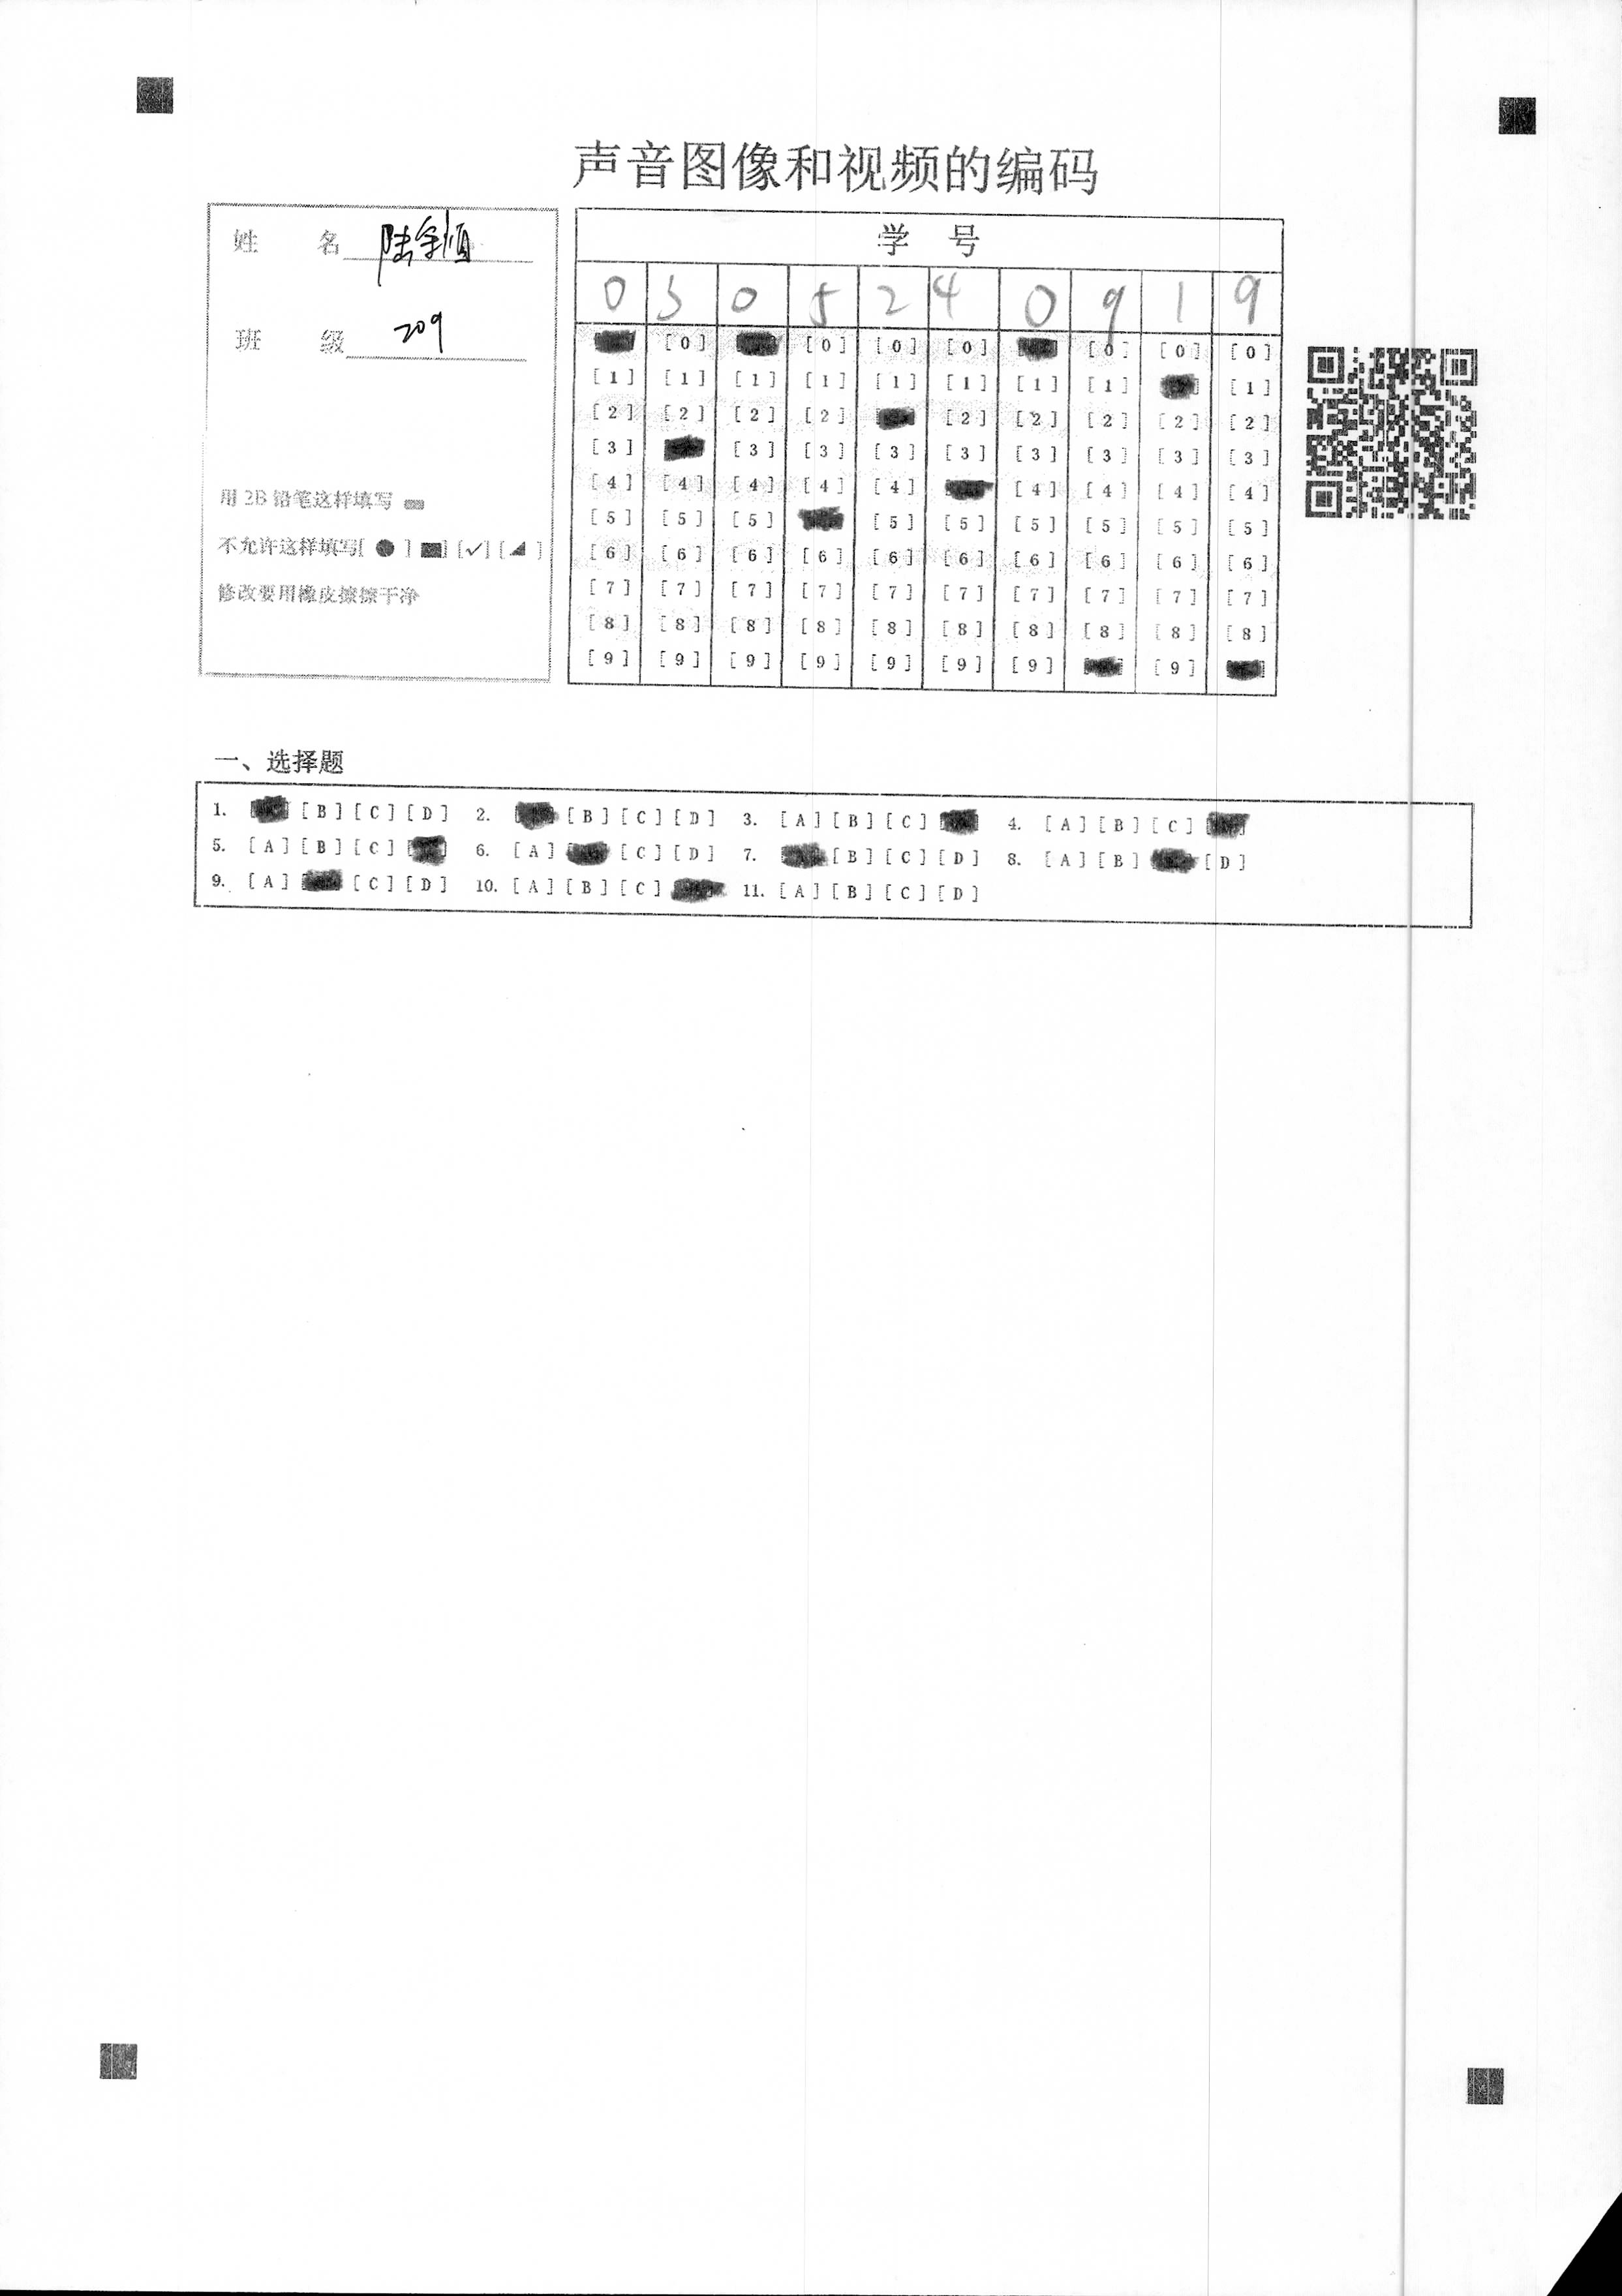 声音图像和视频的编码
姓 名 陆
班 级 209
用 2B 铅笔这样填写
不允许这样填写[ ● ] ■] [✓] [◢ ]
修改要用橡皮擦擦干净
学 号
0 3 0 5 2 4 0 9 1 9
[0] [0] [0] [0] [0] [0]
[1] [1] [1] [1] [1] [1] [1] [1] [1]
[2] [2] [2] [2] [2] [2] [2] [2] [2]
[3] [3] [3] [3] [3] [3] [3] [3] [3]
[4] [4] [4] [4] [4] [4] [4] [4] [4]
[5] [5] [5] [5] [5] [5] [5] [5] [5]
[6] [6] [6] [6] [6] [6] [6] [6] [6] [6]
[7] [7] [7] [7] [7] [7] [7] [7] [7] [7]
[8] [8] [8] [8] [8] [8] [8] [8] [8] [8]
[9] [9] [9] [9] [9] [9] [9] [9]
一、选择题
1. [B] [C] [D] 2. [B] [C] [D] 3. [A] [B] [C] 4. [A] [B] [C]
5. [A] [B] [C] 6. [A] [C] [D] 7. [B] [C] [D] 8. [A] [B] [D]
9. [A] [C] [D] 10. [A] [B] [C] 11. [A] [B] [C] [D]